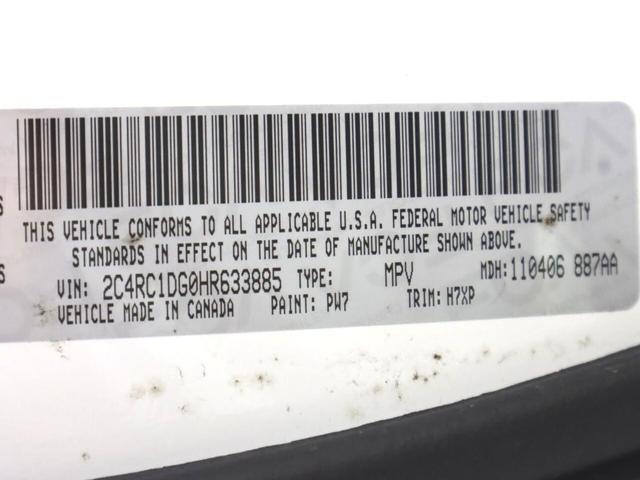 THIS VEHICLE CONFORMS TO ALL APPLICABLE U.S.A. FEDERAL MOTOR VEHICLE SAFETY
STANDARDS IN EFFECT ON THE DATE OF MANUFACTURE SHOWN ABOVE.
VIN: 2C4RC1DG0HR633885 TYPE: MPV MDH:110406 887AA
VEHICLE MADE IN CANADA PAINT: PW7 TRIM: H7XP